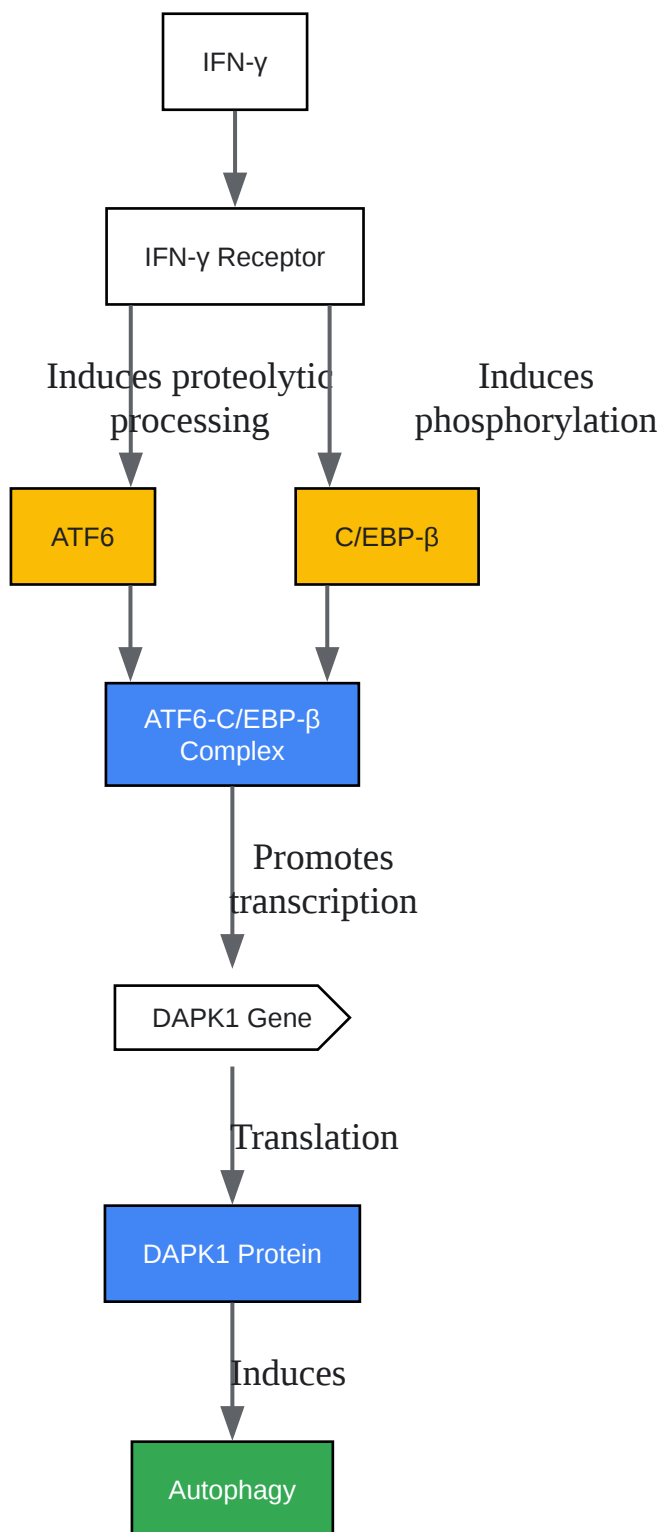 IFN-γ
IFN-γ Receptor
Induces proteolytic
processing
Induces
phosphorylation
ATF6
C/EBP-β
ATF6-C/EBP-β
Complex
Promotes
transcription
DAPK1 Gene
Translation
DAPK1 Protein
Induces
Autophagy